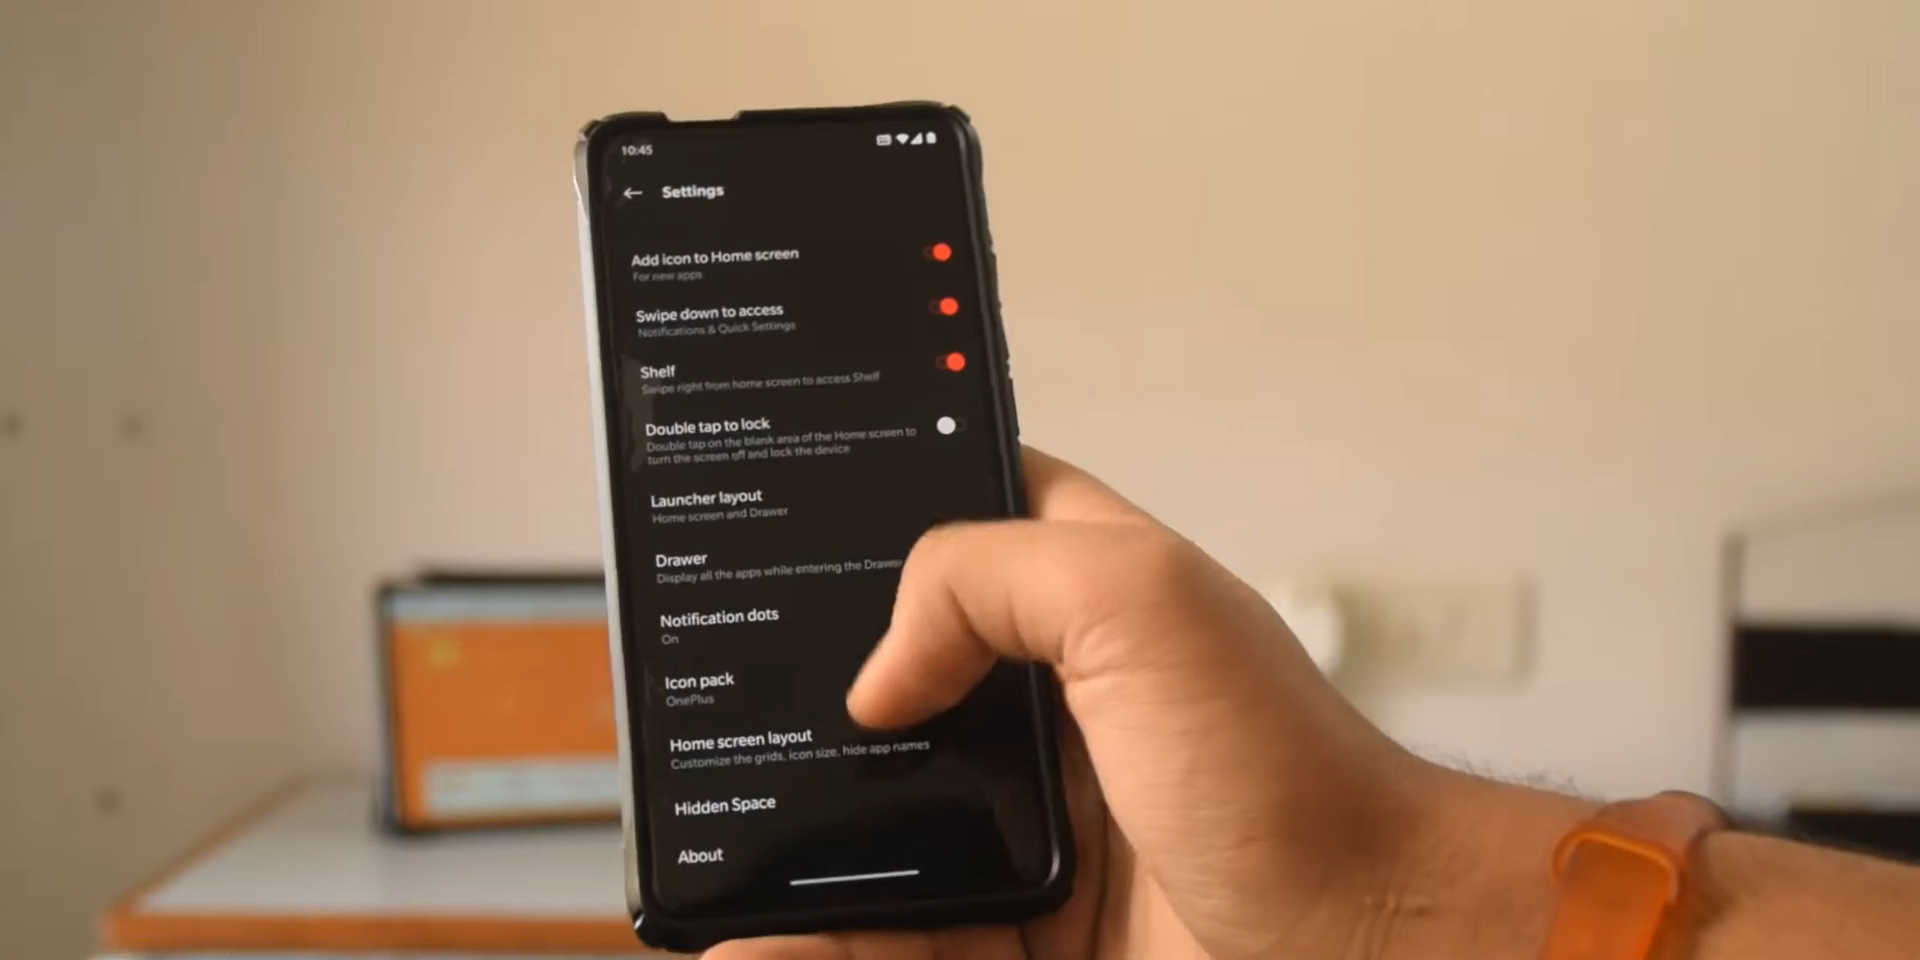 10:45
Settings
Add icon to Home screen
For new apps
Swipe down to access
Notifications & Quick Settings
Shelf
Swipe right from home screen to access Shelf
Double tap to lock
Double tap on the blank area of the Home screen to
turn the screen off and lock the device
Launcher layout
Home screen and Drawer
Drawer
Display all the apps while entering the Drawer
Notification dots
On
Icon pack
OnePlus
Home screen layout
Customize the grids, icon size, hide app names
Hidden Space
About